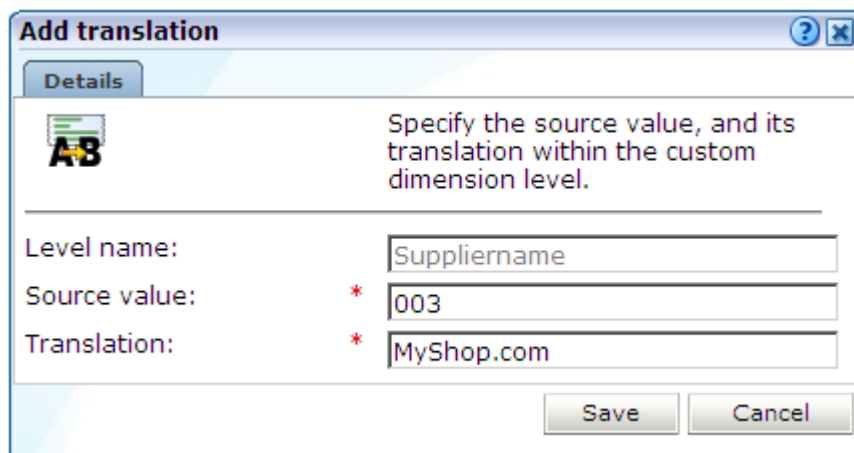 Add translation
Details
A-B
Specify the source value, and its
translation within the custom
dimension level.
Level name: Suppliername
Source value: * 003
Translation: * MyShop.com
Save Cancel